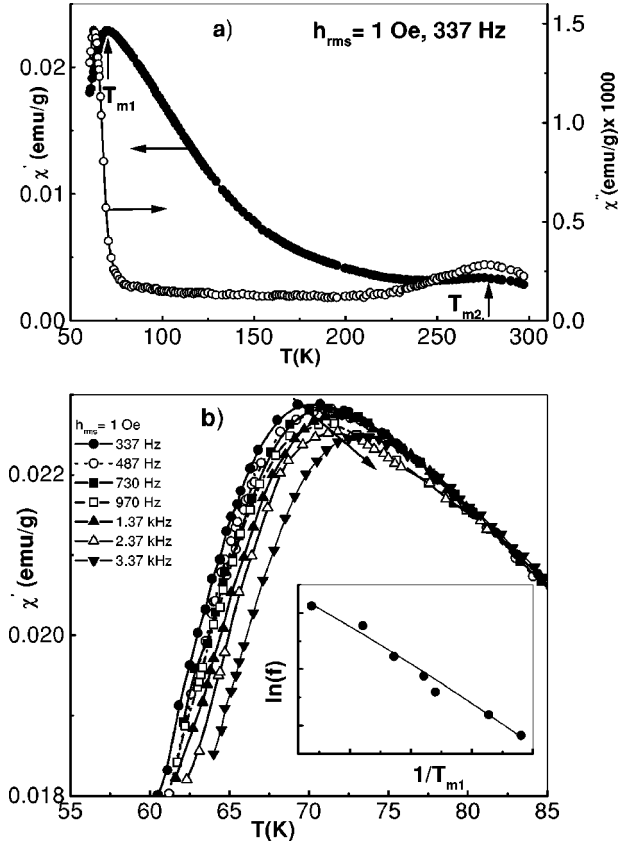 a)
h_rms = 1 Oe, 337 Hz
T_m1
T_m2
χ' (emu/g)
χ'' (emu/g) x 1000
0.02
0.01
0.00
1.5
1.0
0.5
0.0
50 100 150 200 250 300
T(K)
b)
h_rms = 1 Oe
337 Hz
487 Hz
730 Hz
970 Hz
1.37 kHz
2.37 kHz
3.37 kHz
χ' (emu/g)
0.022
0.020
0.018
ln(f)
1/T_m1
55 60 65 70 75 80 85
T(K)